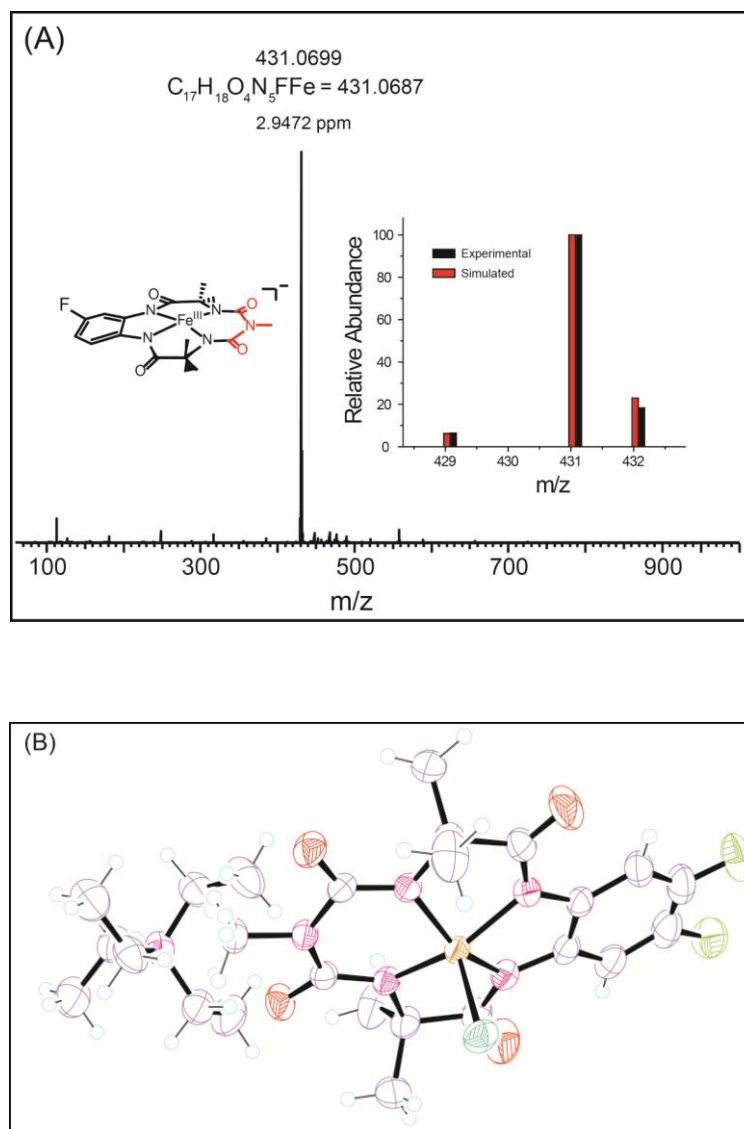 (A)
431.0699
C₁₇H₁₈O₄N₅FFe = 431.0687
2.9472 ppm
Experimental
Simulated
Relative Abundance
100
80
60
40
20
0
429 430 431 432
m/z
F
O
N
N
O
Fe^III
N
N
O
N
O
O
N
¬ −
100 300 500 700 900
m/z
(B)